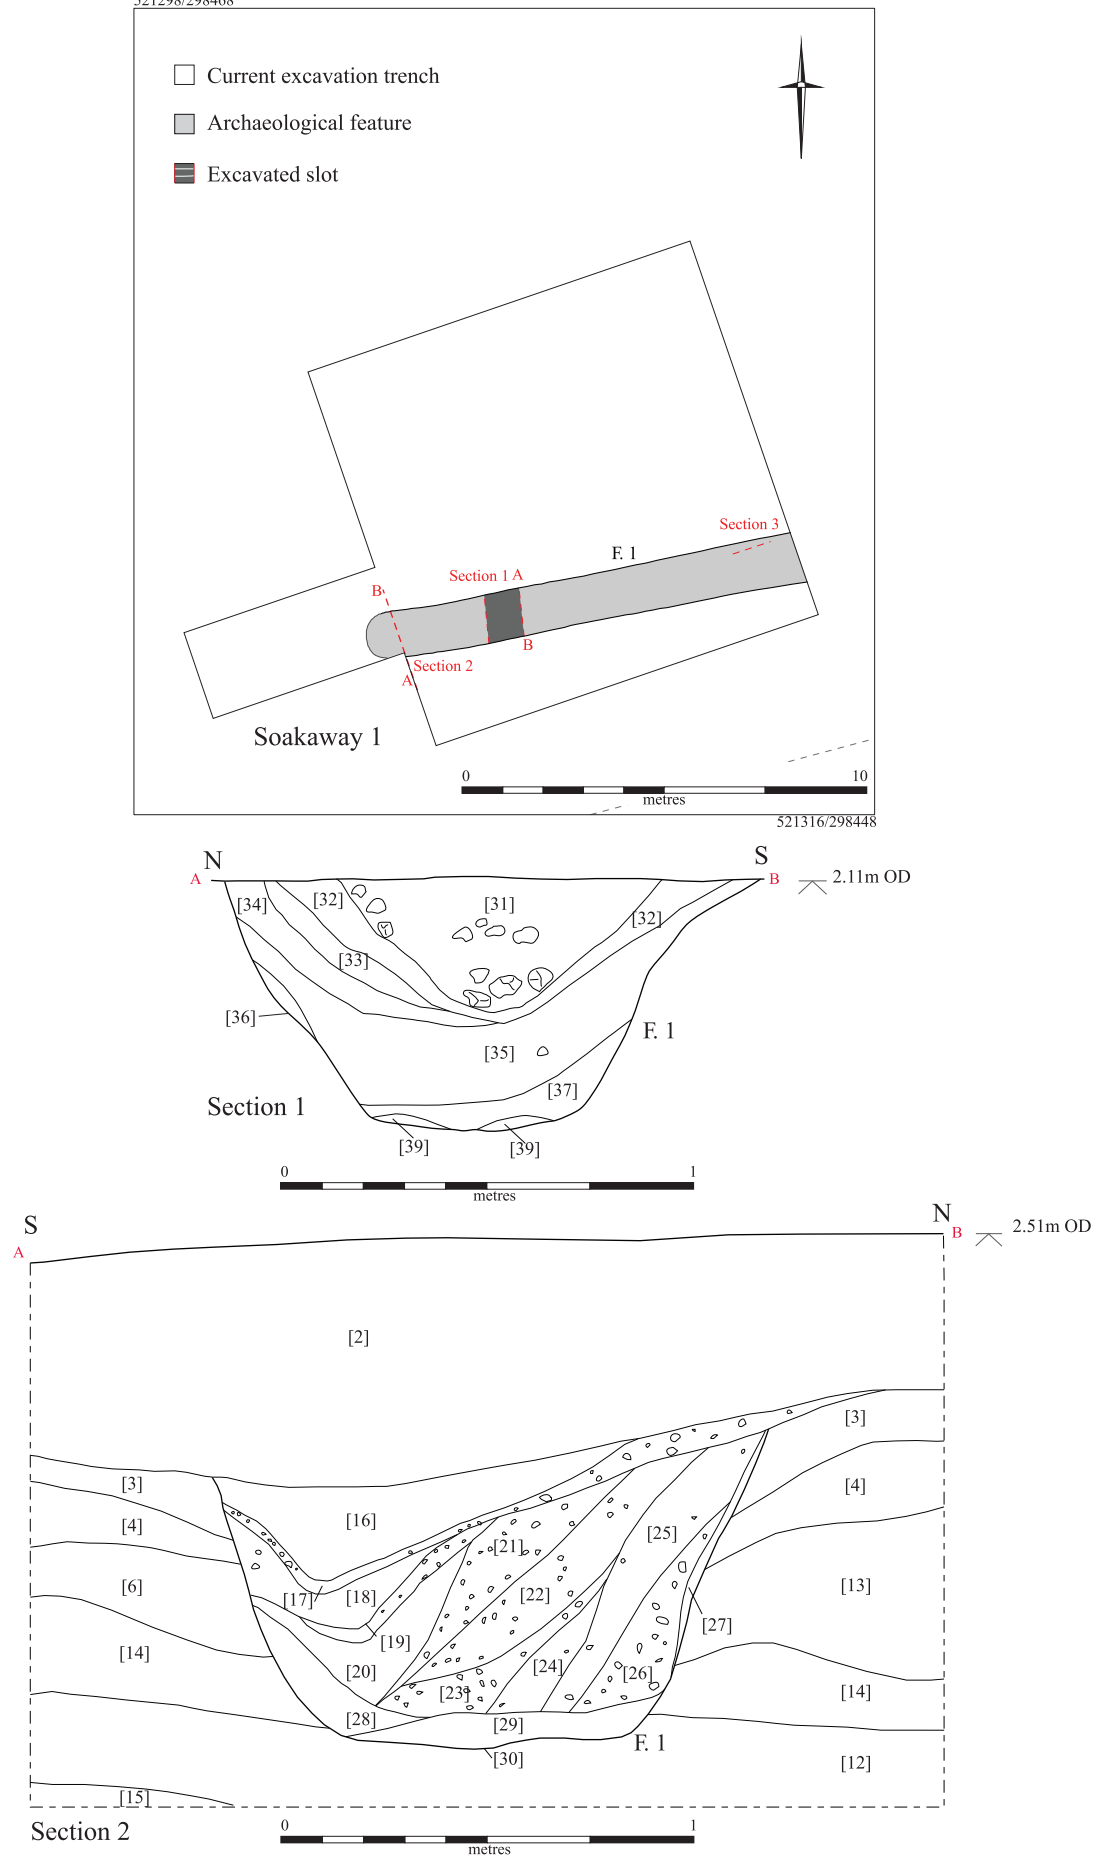 521298/298468
Current excavation trench
Archaeological feature
Excavated slot
Section 3
F. 1
Section 1 A
B
B
Section 2
A
Soakaway 1
0 10
metres
521316/298448
N S
A B 2.11m OD
[34] [32] [31] [32]
[33]
[36] F. 1
[35]
[37]
Section 1
[39] [39]
0 1
metres
S N
A B 2.51m OD
[2]
[3]
[3] [4]
[4] [16]
[25]
[21]
[6] [22] [13]
[17] [18]
[27]
[19]
[14]
[20] [24] [26]
[23] [14]
[28] [29]
F. 1
[30] [12]
[15]
Section 2
0 1
metres